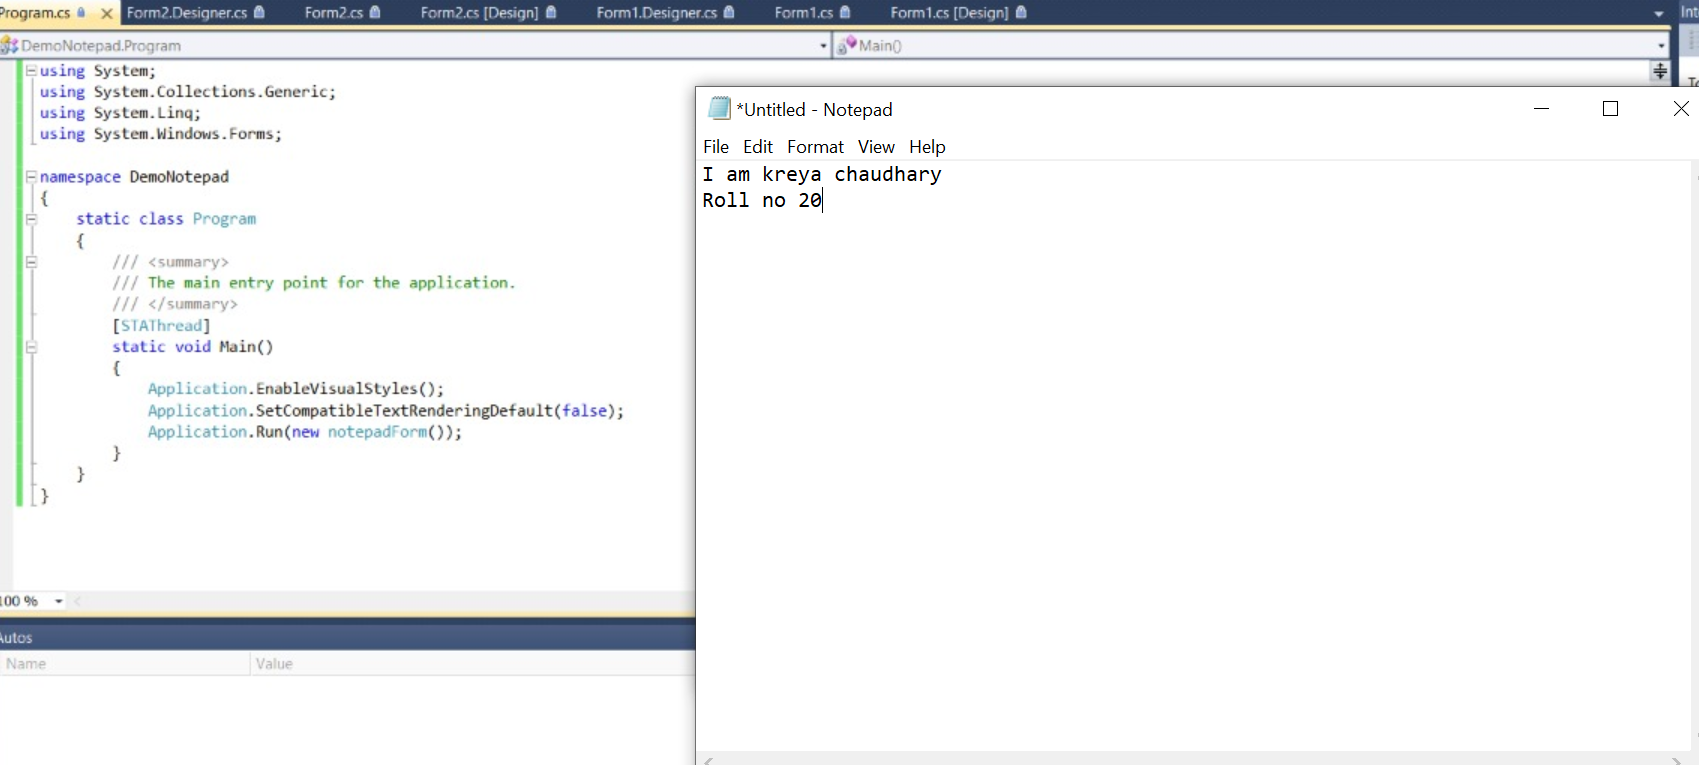 Program.cs
Form2.Designer.cs
Form2.cs
Form2.cs [Design]
Form1.Designer.cs
Form1.cs
Form1.cs [Design]
DemoNotepad.Program
Main()
using System;
using System.Collections.Generic;
using System.Linq;
using System.Windows.Forms;
namespace DemoNotepad
{
static class Program
{
/// <summary>
/// The main entry point for the application.
/// </summary>
[STAThread]
static void Main()
{
Application.EnableVisualStyles();
Application.SetCompatibleTextRenderingDefault(false);
Application.Run(new notepadForm());
}
}
}
100 %
Autos
Name Value
*Untitled - Notepad
File Edit Format View Help
I am kreya chaudhary
Roll no 20